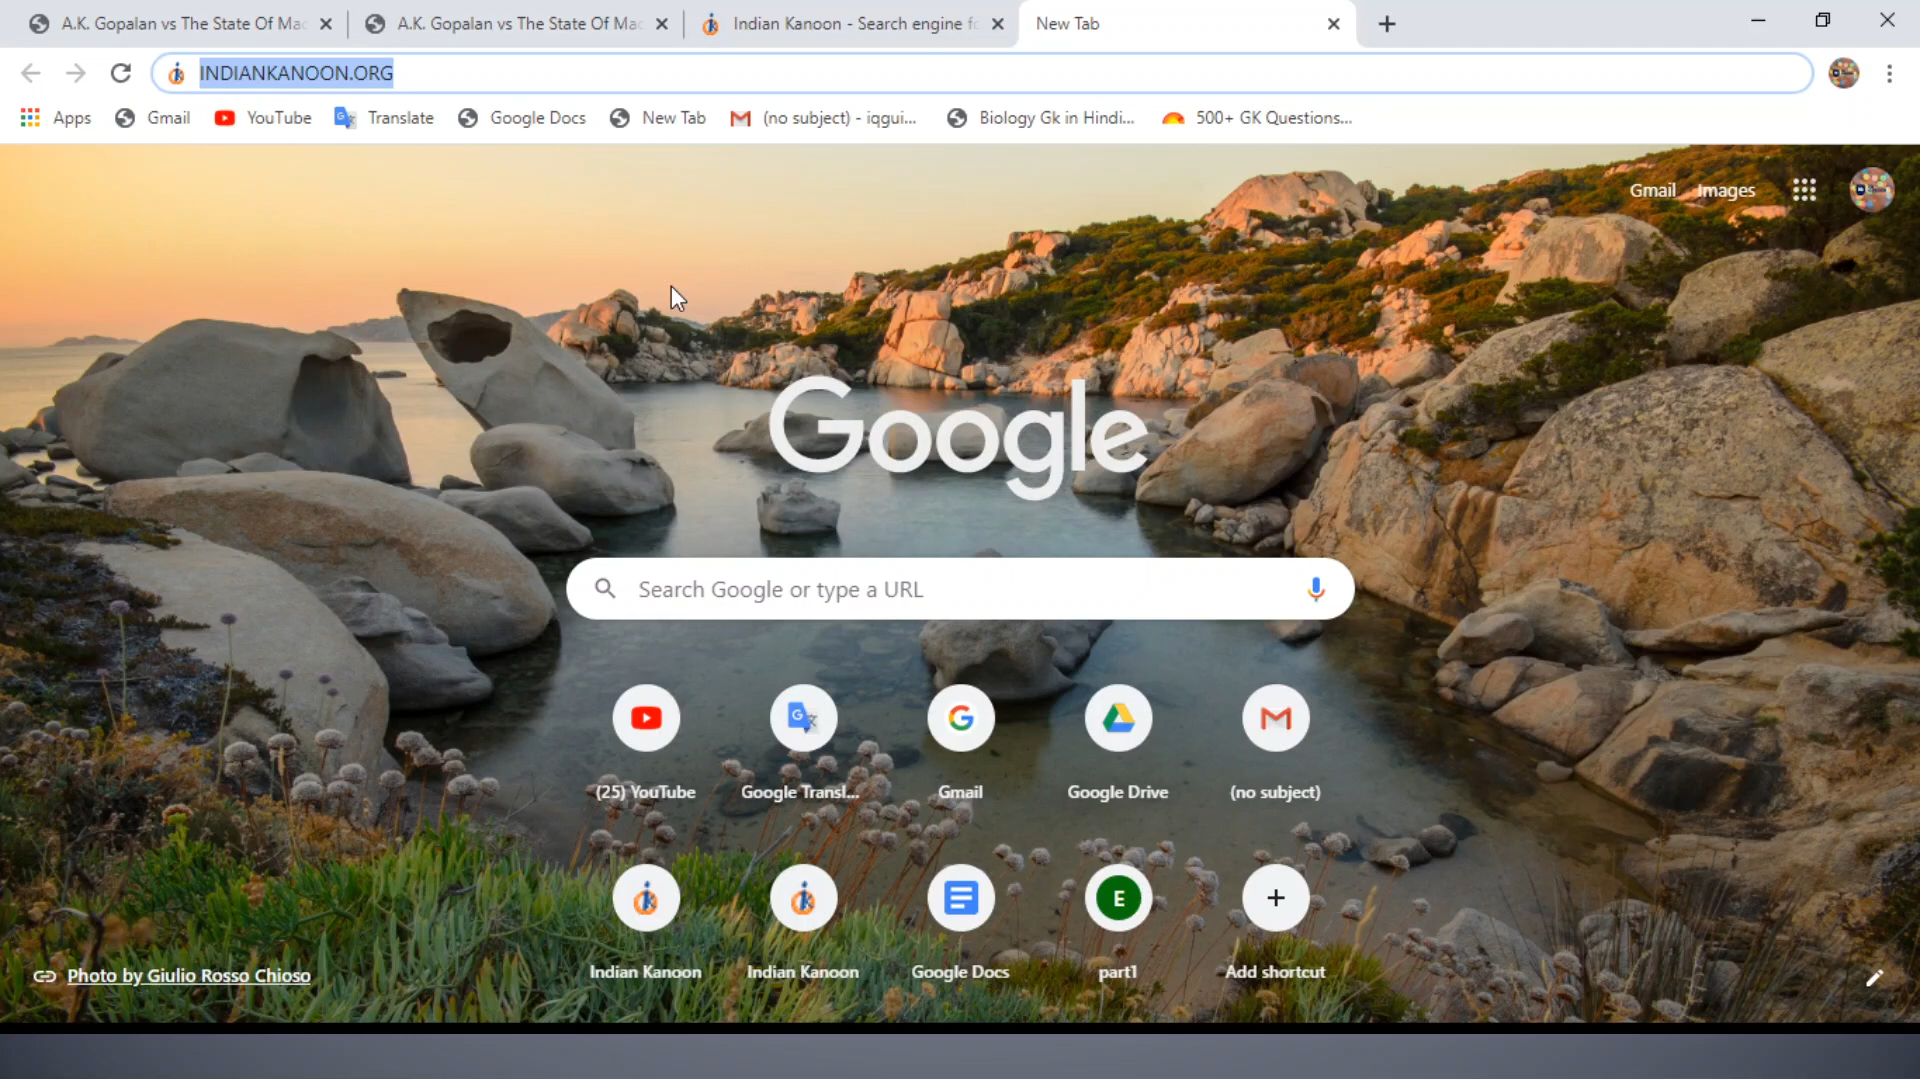 A.K. Gopalan vs The State Of Mac
A.K. Gopalan vs The State Of Mac
Indian Kanoon - Search engine fo
New Tab
INDIANKANOON.ORG
Apps
Gmail
YouTube
Translate
Google Docs
New Tab
(no subject) - iqgui...
Biology Gk in Hindi...
500+ GK Questions...
Gmail
Images
Google
Search Google or type a URL
(25) YouTube
Google Transl...
Gmail
Google Drive
(no subject)
Indian Kanoon
Indian Kanoon
Google Docs
E
part1
Add shortcut
Photo by Giulio Rosso Chioso